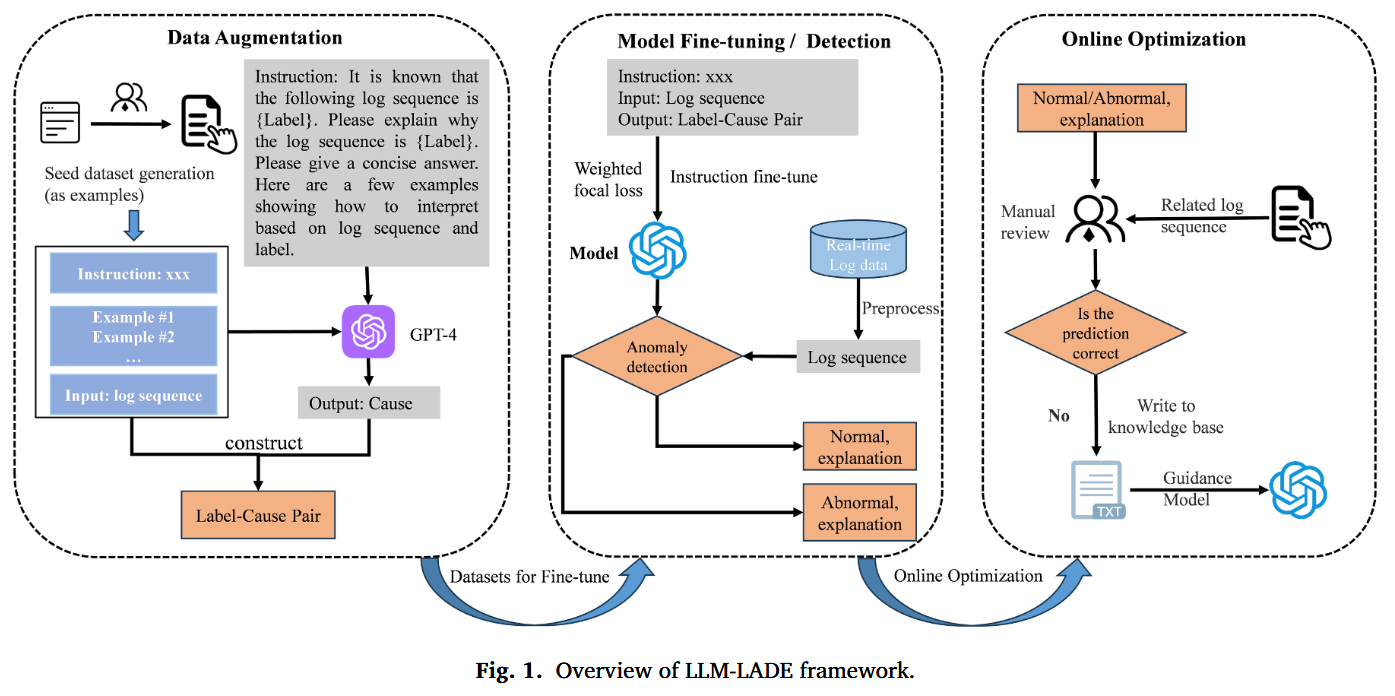 Data Augmentation
Instruction: It is known that
the following log sequence is
{Label}. Please explain why
the log sequence is {Label}.
Please give a concise answer.
Here are a few examples
showing how to interpret
based on log sequence and
label.
Seed dataset generation
(as examples)
Instruction: xxx
Example #1
Example #2
...
Input: log sequence
GPT-4
Output: Cause
construct
Label-Cause Pair
Datasets for Fine-tune
Model Fine-tuning / Detection
Instruction: xxx
Input: Log sequence
Output: Label-Cause Pair
Weighted
focal loss
Instruction fine-tune
Model
Real-time
Log data
Preprocess
Anomaly
detection
Log sequence
Normal,
explanation
Abnormal,
explanation
Online Optimization
Online Optimization
Normal/Abnormal,
explanation
Manual
review
Related log
sequence
Is the
prediction
correct
No
Write to
knowledge base
TXT
Guidance
Model
Fig. 1. Overview of LLM-LADE framework.